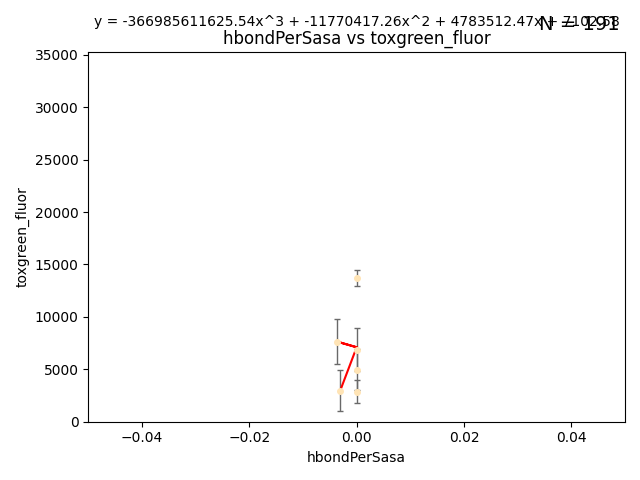 y = -366985611625.54x^3 + -11770417.26x^2 + 4783512.47x + 7102.68
N = 191
hbondPerSasa vs toxgreen_fluor
35000
30000
25000
20000
15000
10000
5000
0
toxgreen_fluor
−0.04 −0.02 0.00 0.02 0.04
hbondPerSasa